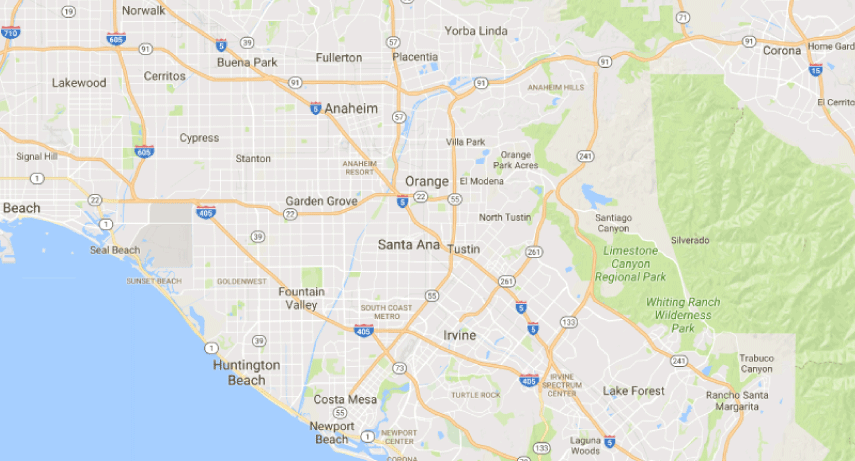 Norwalk
19
71
Yorba Linda
710
605
5
39
57
91
Corona
Home Gard
91
Buena Park
Fullerton
Placentia
91
15
Lakewood
Cerritos
91
91
ANAHEIM HILLS
El Cerrito
5
Anaheim
57
Cypress
Villa Park
605
Signal Hill
Stanton
ANAHEIM
RESORT
Orange
Park Acres
241
1
Orange
El Modena
22
Beach
405
Garden Grove
22
5
22
55
1
North Tustin
Santiago
Canyon
39
Santa Ana
Tustin
Silverado
Seal Beach
261
Limestone
Canyon
Regional Park
SUNSET BEACH
GOLDENWEST
261
Fountain
Valley
55
Whiting Ranch
Wilderness
Park
SOUTH COAST
METRO
5
405
5
133
Irvine
1
39
Huntington
Beach
73
241
Trabuco
Canyon
405
IRVINE
SPECTRUM
CENTER
Lake Forest
Rancho Santa
Margarita
TURTLE ROCK
Costa Mesa
55
Newport
Beach
1
NEWPORT
CENTER
Laguna
Woods
5
133
73
CORONA